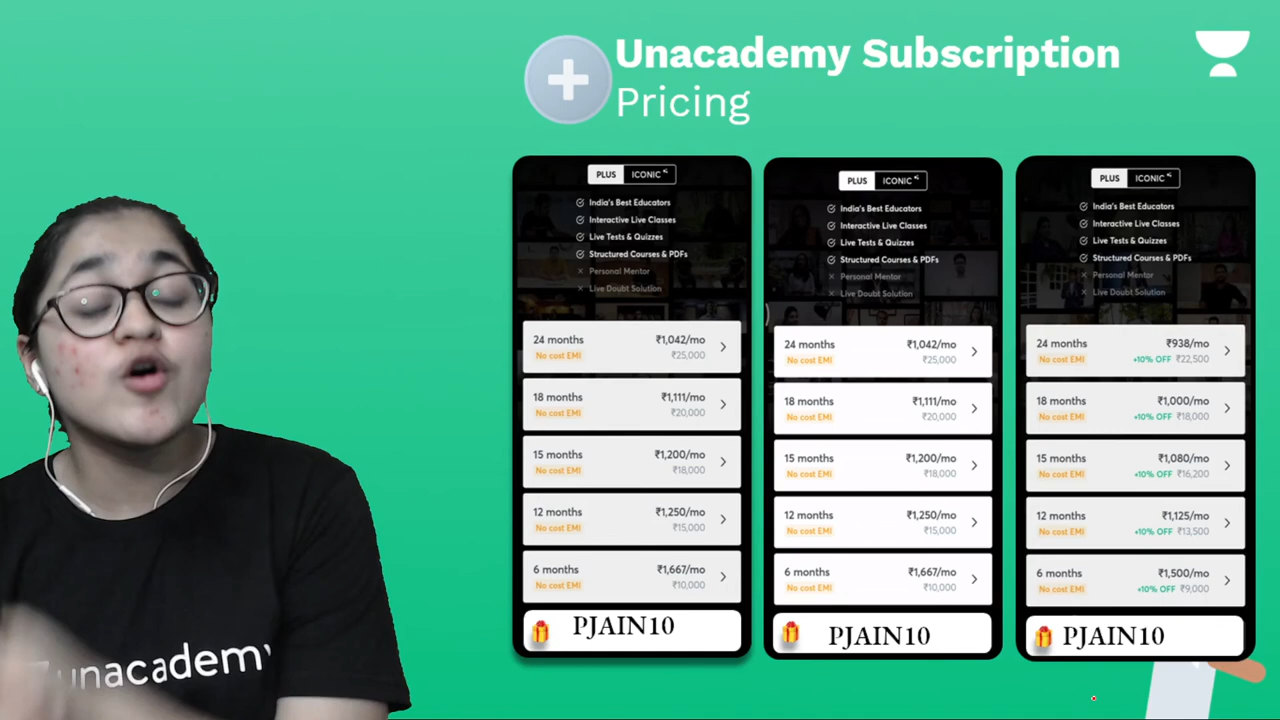 Unacademy Subscription
Pricing
PLUS ICONIC
India's Best Educators
Interactive Live Classes
Live Tests & Quizzes
Structured Courses & PDFs
Personal Mentor
Live Doubt Solution
24 months ₹1,042/mo
No cost EMI ₹25,000
18 months ₹1,111/mo
No cost EMI ₹20,000
15 months ₹1,200/mo
No cost EMI ₹18,000
12 months ₹1,250/mo
No cost EMI ₹15,000
6 months ₹1,667/mo
No cost EMI ₹10,000
PJAIN10
PLUS ICONIC
India's Best Educators
Interactive Live Classes
Live Tests & Quizzes
Structured Courses & PDFs
Personal Mentor
Live Doubt Solution
24 months ₹1,042/mo
No cost EMI ₹25,000
18 months ₹1,111/mo
No cost EMI ₹20,000
15 months ₹1,200/mo
No cost EMI ₹18,000
12 months ₹1,250/mo
No cost EMI ₹15,000
6 months ₹1,667/mo
No cost EMI ₹10,000
PJAIN10
PLUS ICONIC
India's Best Educators
Interactive Live Classes
Live Tests & Quizzes
Structured Courses & PDFs
Personal Mentor
Live Doubt Solution
24 months ₹938/mo
No cost EMI +10% OFF ₹22,500
18 months ₹1,000/mo
No cost EMI +10% OFF ₹18,000
15 months ₹1,080/mo
No cost EMI +10% OFF ₹16,200
12 months ₹1,125/mo
No cost EMI +10% OFF ₹13,500
6 months ₹1,500/mo
No cost EMI +10% OFF ₹9,000
PJAIN10
unacademy